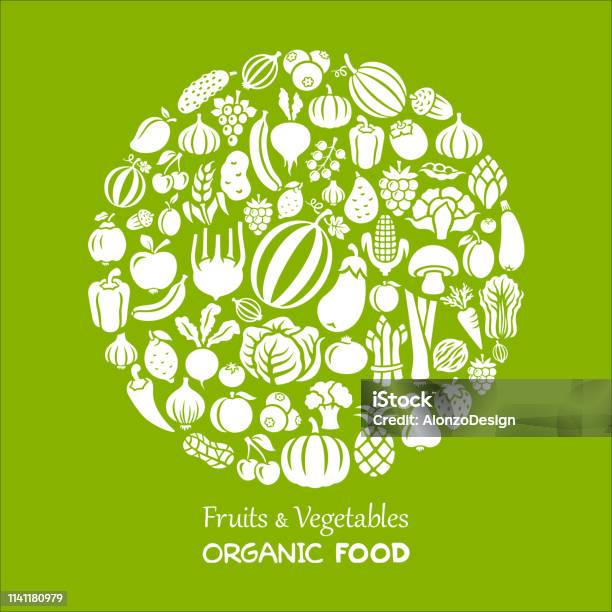 iStock
Credit: AlonzoDesign
Fruits & Vegetables
ORGANIC FOOD
1141180979